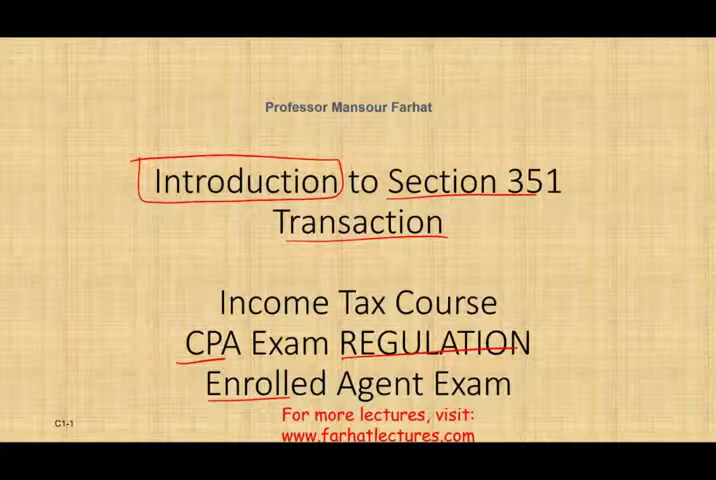 Professor Mansour Farhat
Introduction to Section 351
Transaction
Income Tax Course
CPA Exam REGULATION
Enrolled Agent Exam
For more lectures, visit:
www.farhatlectures.com
C1-1